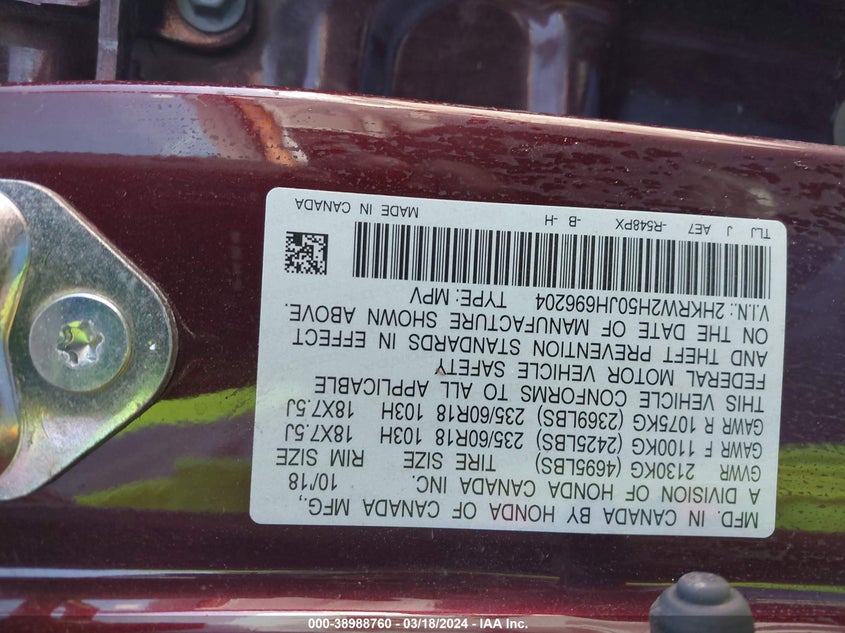 MFD. IN CANADA BY HONDA OF CANADA MFG.,
A DIVISION OF HONDA CANADA INC. 10/18
GVWR 2130KG (4695LBS) TIRE SIZE RIM SIZE
GAWR F 1100KG (2425LBS) 235/60R18 103H 18X7.5J
GAWR R 1075KG (2369LBS) 235/60R18 103H 18X7.5J
THIS VEHICLE CONFORMS TO ALL APPLICABLE
FEDERAL MOTOR VEHICLE SAFETY
AND THEFT PREVENTION STANDARDS IN EFFECT
ON THE DATE OF MANUFACTURE SHOWN ABOVE.
V.I.N.: 2HKRW2H50JH696204 TYPE: MPV
TLJ J AE7 -R548PX -B -H MADE IN CANADA
000-38988760 — 03/18/2024 — IAA Inc.